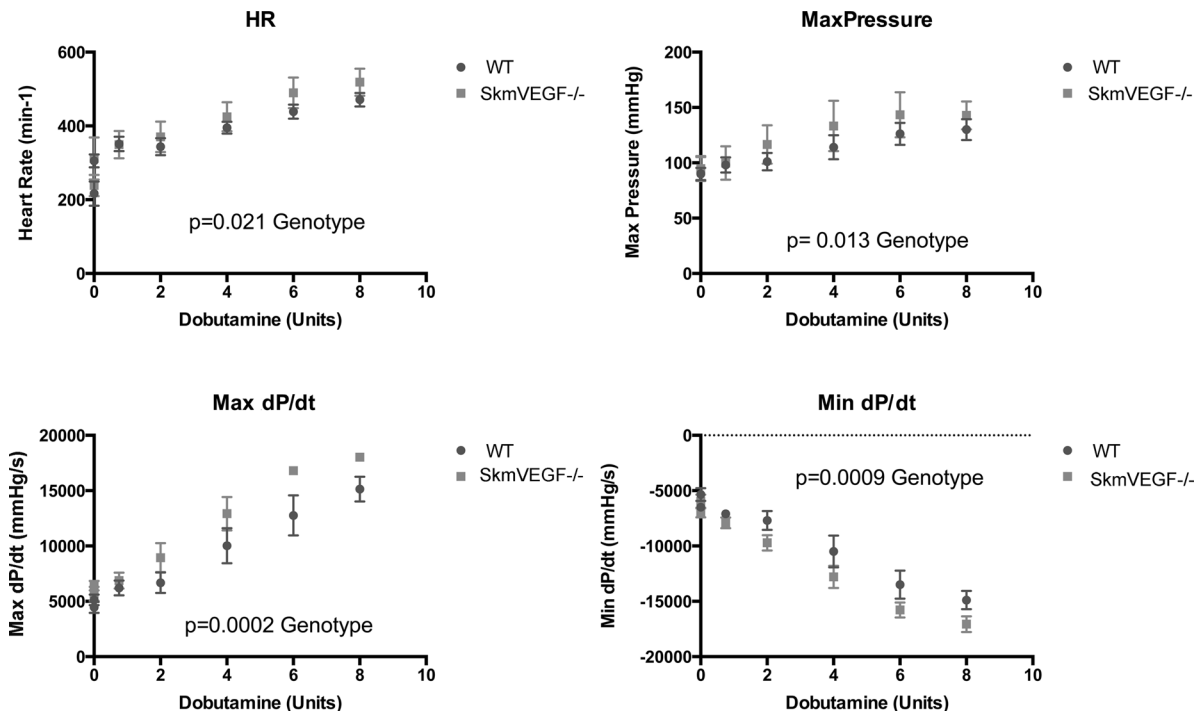 HR
600
400
200
0
Heart Rate (min-1)
p=0.021 Genotype
0 2 4 6 8 10
Dobutamine (Units)
WT
SkmVEGF-/-
MaxPressure
200
150
100
50
0
Max Pressure (mmHg)
p= 0.013 Genotype
0 2 4 6 8 10
Dobutamine (Units)
WT
SkmVEGF-/-
Max dP/dt
20000
15000
10000
5000
0
Max dP/dt (mmHg/s)
p=0.0002 Genotype
0 2 4 6 8 10
Dobutamine (Units)
WT
SkmVEGF-/-
Min dP/dt
0
-5000
-10000
-15000
-20000
Min dP/dt (mmHg/s)
p=0.0009 Genotype
0 2 4 6 8 10
Dobutamine (Units)
WT
SkmVEGF-/-